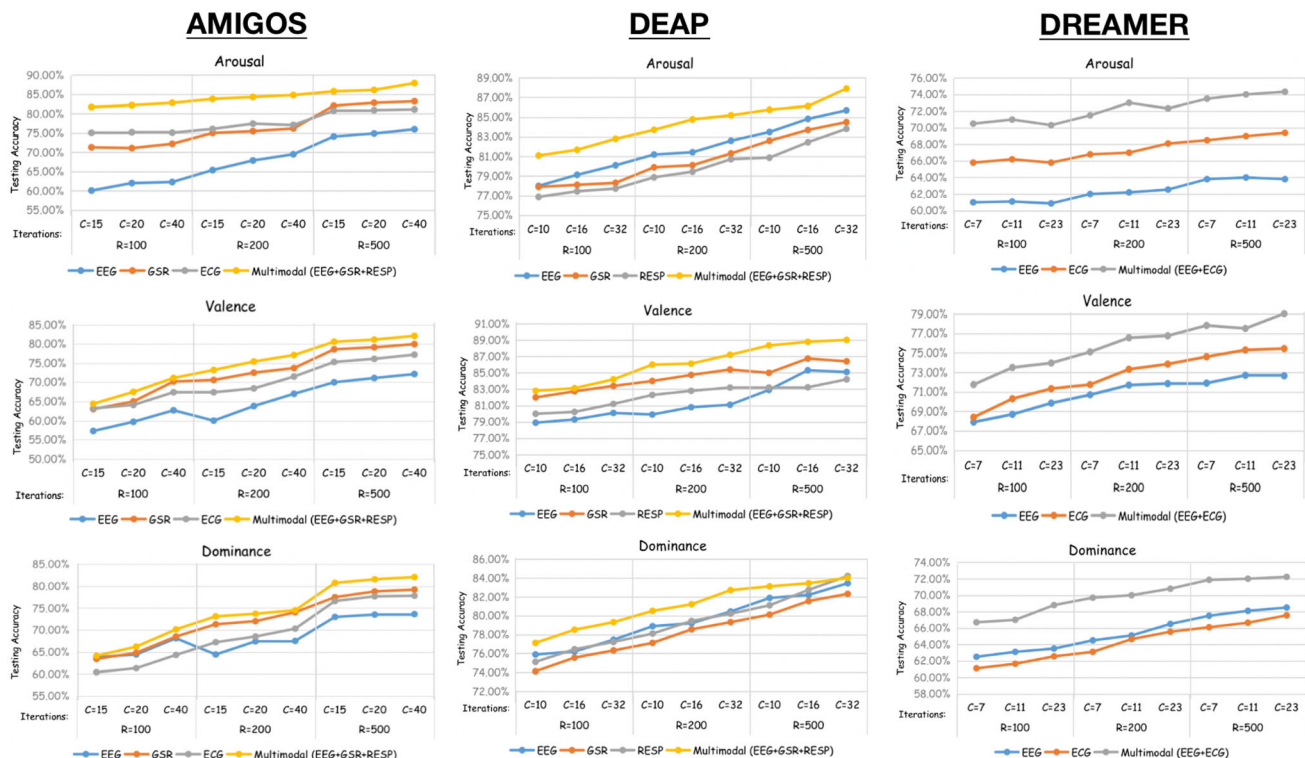 AMIGOS
Arousal
Testing Accuracy
90.00%
85.00%
80.00%
75.00%
70.00%
65.00%
60.00%
55.00%
C=15 C=20 C=40 C=15 C=20 C=40 C=15 C=20 C=40
Iterations: R=100 R=200 R=500
EEG GSR ECG Multimodal (EEG+GSR+RESP)
Valence
Testing Accuracy
85.00%
80.00%
75.00%
70.00%
65.00%
60.00%
55.00%
50.00%
C=15 C=20 C=40 C=15 C=20 C=40 C=15 C=20 C=40
Iterations: R=100 R=200 R=500
EEG GSR ECG Multimodal (EEG+GSR+RESP)
Dominance
Testing Accuracy
85.00%
80.00%
75.00%
70.00%
65.00%
60.00%
55.00%
C=15 C=20 C=40 C=15 C=20 C=40 C=15 C=20 C=40
Iterations: R=100 R=200 R=500
EEG GSR ECG Multimodal (EEG+GSR+RESP)
DEAP
Arousal
Testing Accuracy
89.00%
87.00%
85.00%
83.00%
81.00%
79.00%
77.00%
75.00%
C=10 C=16 C=32 C=10 C=16 C=32 C=10 C=16 C=32
Iterations: R=100 R=200 R=500
EEG GSR RESP Multimodal (EEG+GSR+RESP)
Valence
Testing Accuracy
91.00%
89.00%
87.00%
85.00%
83.00%
81.00%
79.00%
77.00%
75.00%
C=10 C=16 C=32 C=10 C=16 C=32 C=10 C=16 C=32
Iterations: R=100 R=200 R=500
EEG GSR RESP Multimodal (EEG+GSR+RESP)
Dominance
Testing Accuracy
86.00%
84.00%
82.00%
80.00%
78.00%
76.00%
74.00%
72.00%
C=10 C=16 C=32 C=10 C=16 C=32 C=10 C=16 C=32
Iterations: R=100 R=200 R=500
EEG GSR RESP Multimodal (EEG+GSR+RESP)
DREAMER
Arousal
Testing Accuracy
76.00%
74.00%
72.00%
70.00%
68.00%
66.00%
64.00%
62.00%
60.00%
C=7 C=11 C=23 C=7 C=11 C=23 C=7 C=11 C=23
Iterations: R=100 R=200 R=500
EEG ECG Multimodal (EEG+ECG)
Valence
Testing Accuracy
79.00%
77.00%
75.00%
73.00%
71.00%
69.00%
67.00%
65.00%
C=7 C=11 C=23 C=7 C=11 C=23 C=7 C=11 C=23
Iterations: R=100 R=200 R=500
EEG ECG Multimodal (EEG+ECG)
Dominance
Testing Accuracy
74.00%
72.00%
70.00%
68.00%
66.00%
64.00%
62.00%
60.00%
58.00%
C=7 C=11 C=23 C=7 C=11 C=23 C=7 C=11 C=23
Iterations: R=100 R=200 R=500
EEG ECG Multimodal (EEG+ECG)